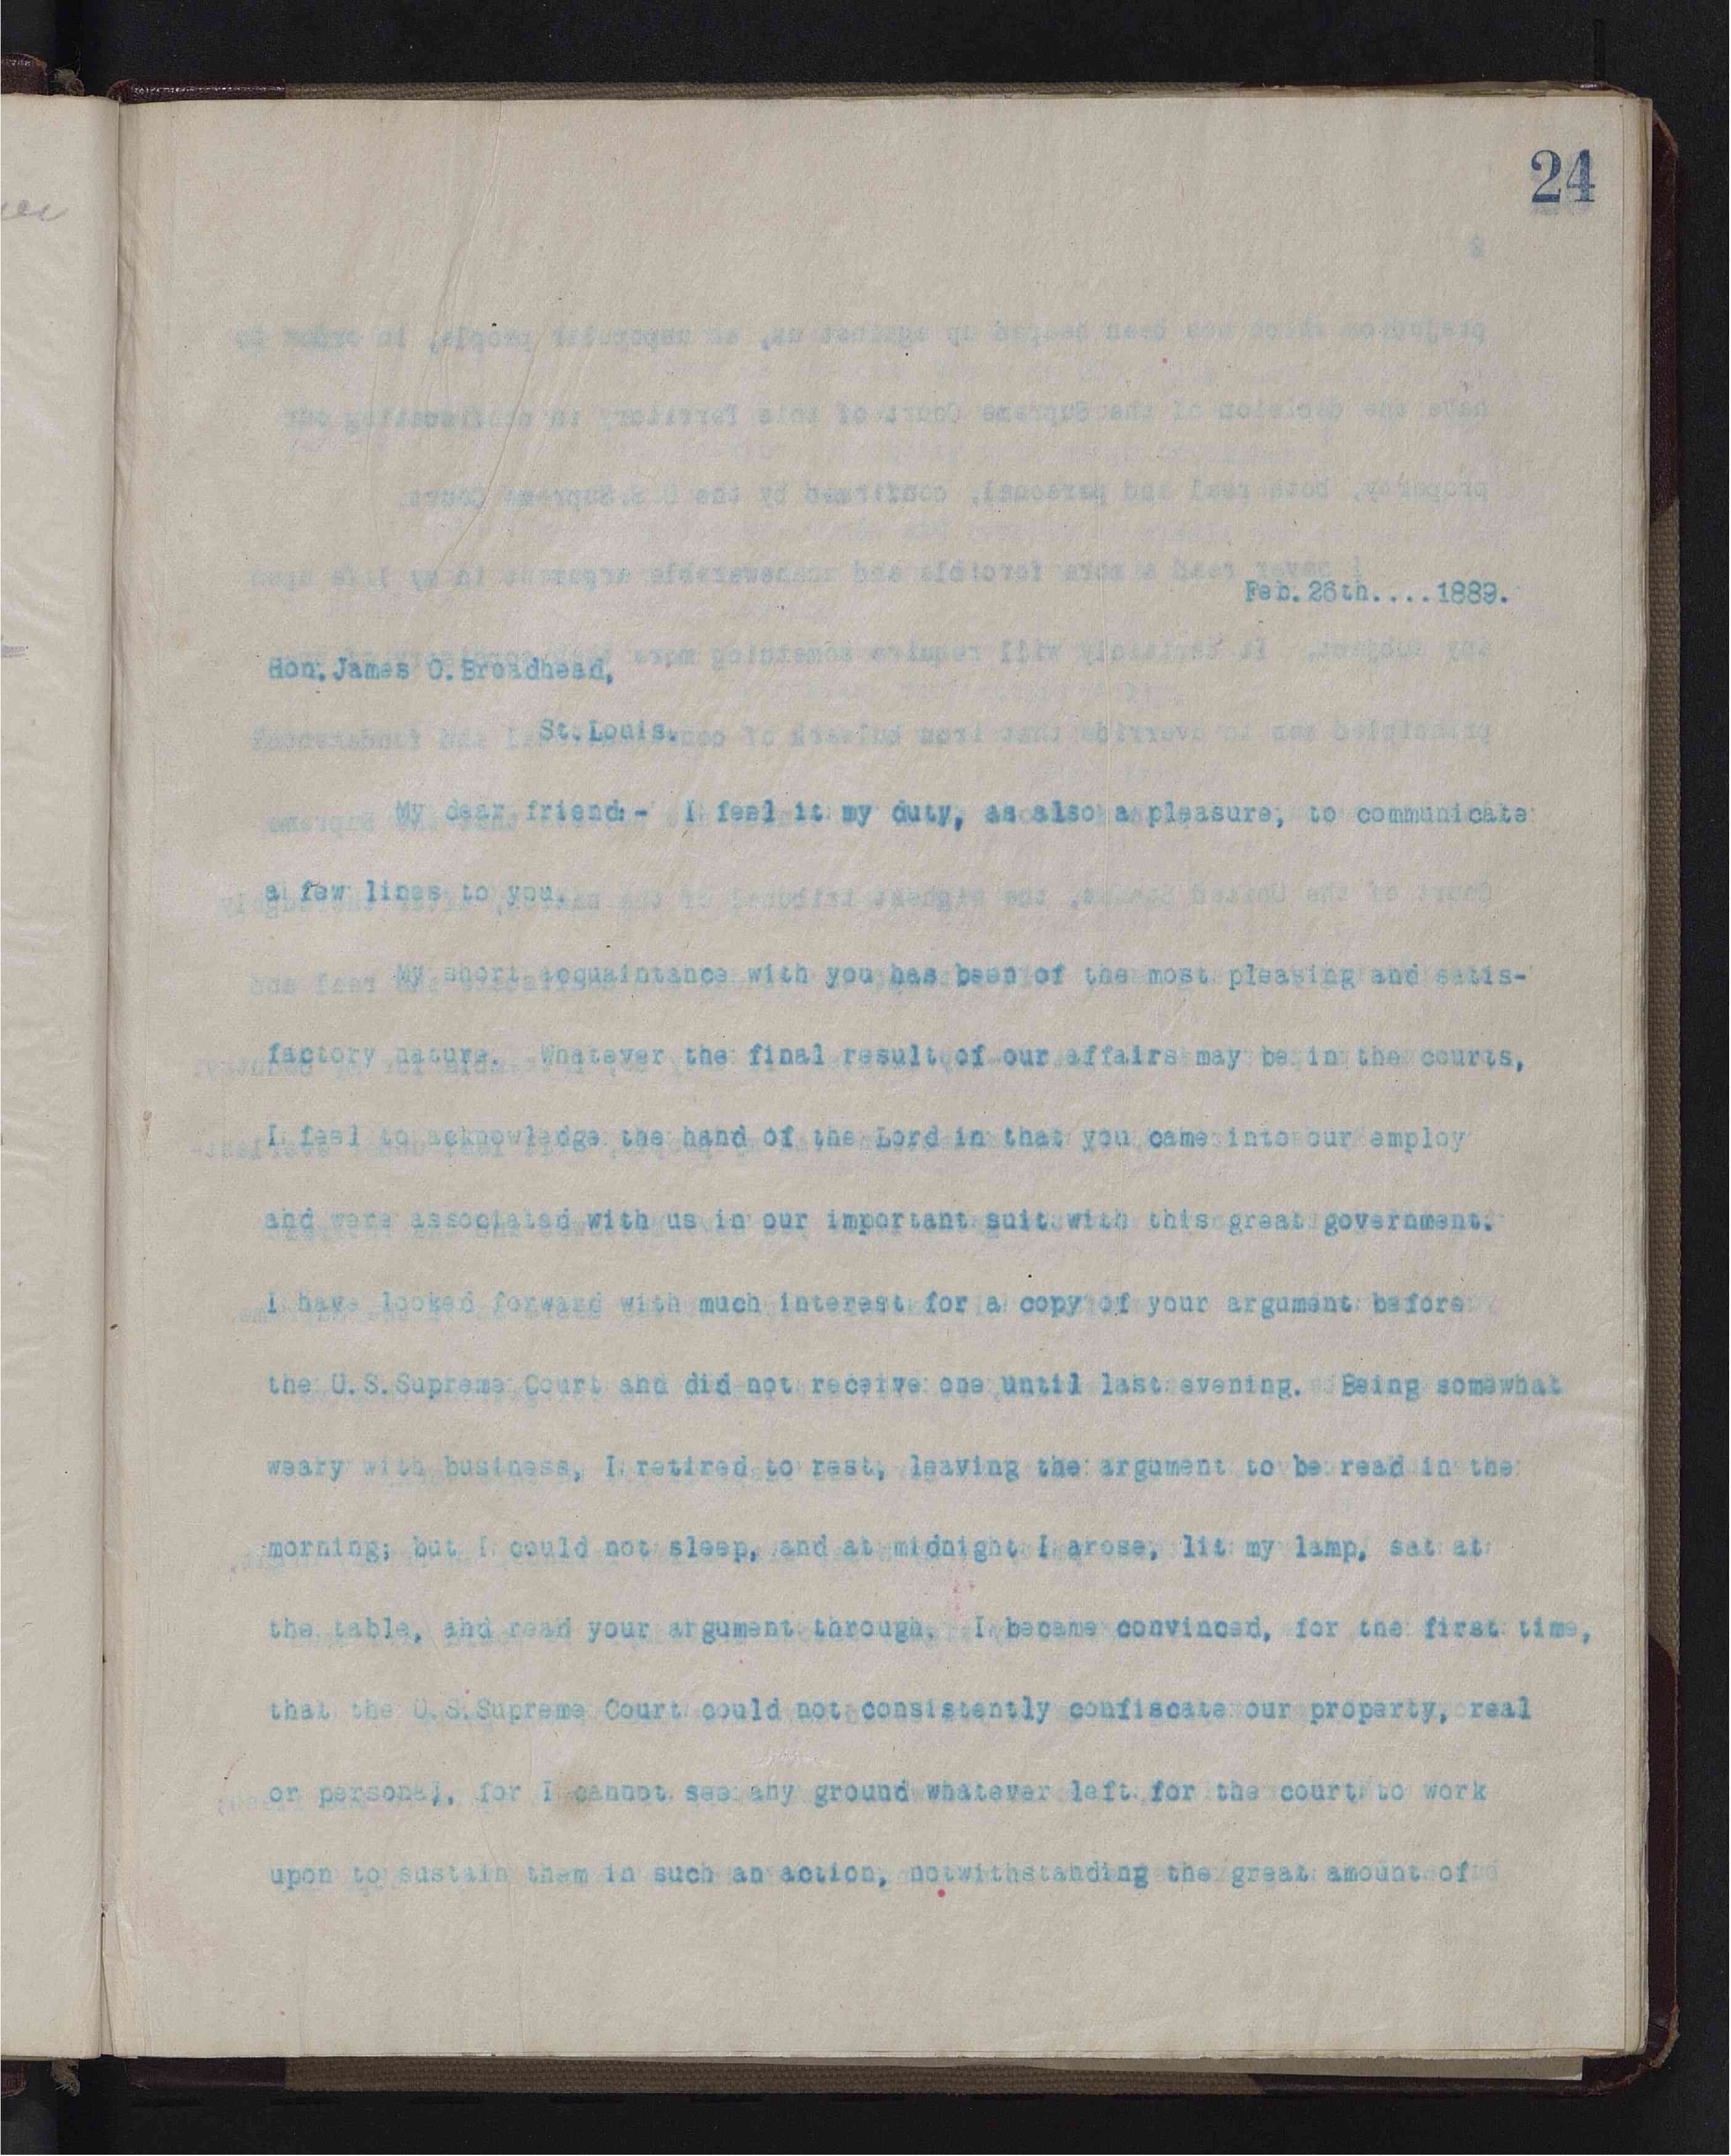 24
Feb. 26th....1889.
Hon. James O. Broadhead,
St. Louis.
My dear friend:- I feel it my duty, as also a pleasure, to communicate
a few lines to you.
My short acquaintance with you has been of the most pleasing and satis-
factory nature. Whatever the final result of our affairs may be in the courts,
I feel to acknowledge the hand of the Lord in that you came into our employ
and were associated with us in our important suit with this great government.
I have looked forward with much interest for a copy of your argument before
the U.S. Supreme Court and did not receive one until last evening. Being somewhat
weary with business, I retired to rest, leaving the argument to be read in the
morning; but I could not sleep, and at midnight I arose, lit my lamp, sat at
the table, and read your argument through. I became convinced, for the first time,
that the U.S. Supreme Court could not consistently confiscate our property, real
or personal, for I cannot see any ground whatever left for the court to work
upon to sustain them in such an action, notwithstanding the great amount of